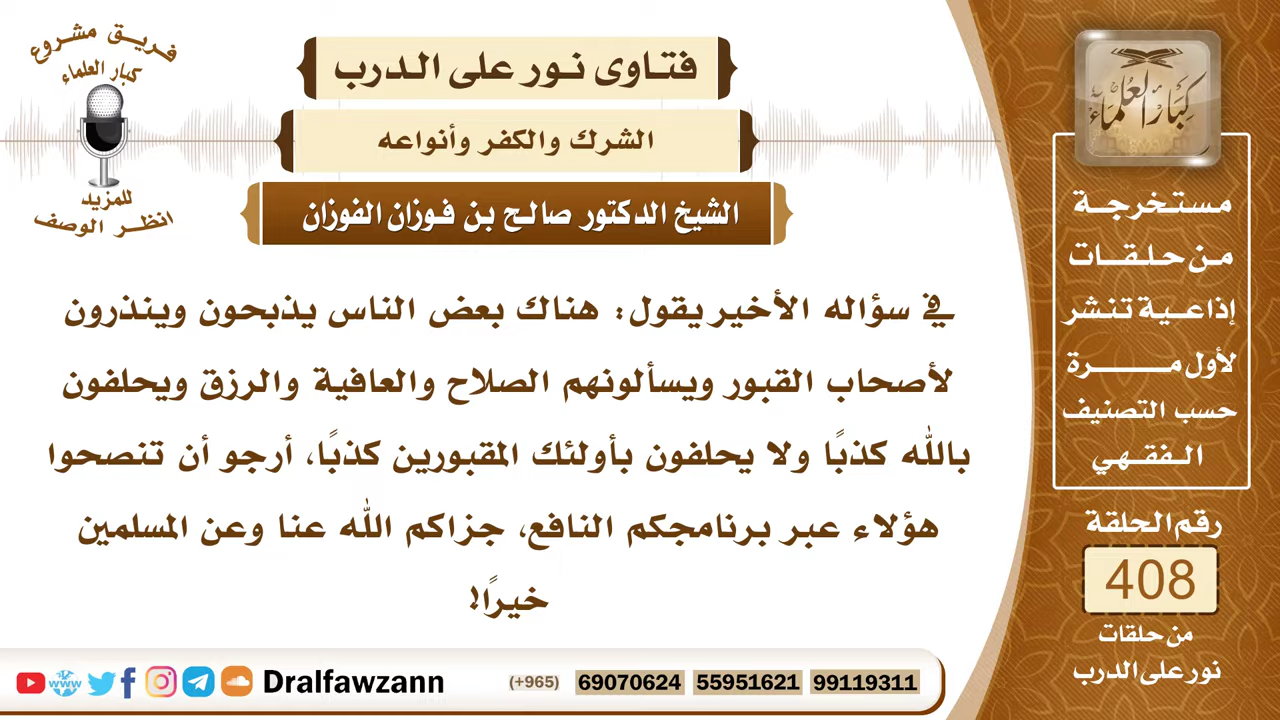 فريق مشروع
كبار العلماء
للمزيد
انظر الوصف
فتاوى نور على الدرب
الشرك والكفر وأنواعه
الشيخ الدكتور صالح بن فوزان الفوزان
في سؤاله الأخير يقول: هناك بعض الناس يذبحون وينذرون
لأصحاب القبور ويسألونهم الصلاح والعافية والرزق ويحلفون
بالله كذبًا ولا يحلفون بأولئك المقبورين كذبًا، أرجو أن تنصحوا
هؤلاء عبر برنامجكم النافع، جزاكم الله عنا وعن المسلمين
خيرًا!
كبار العلماء
مستخرجة
من حلقات
إذاعية تنشر
لأول مرة
حسب التصنيف
الفقهي
رقم الحلقة
408
من حلقات
نور على الدرب
www Dralfawzann (+965) 69070624 55951621 99119311